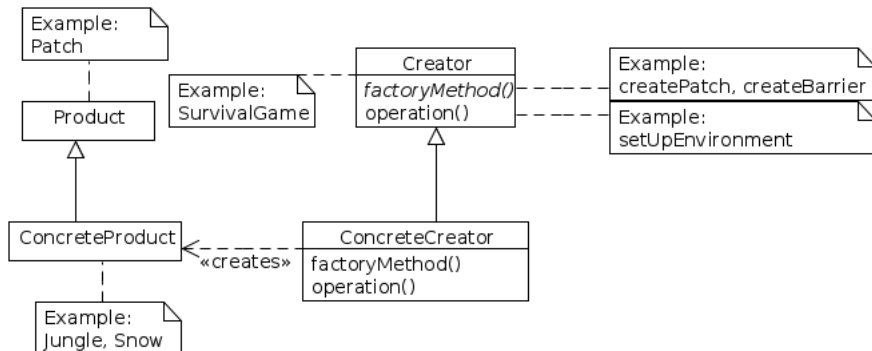 Example:
Patch
Product
Example:
SurvivalGame
Creator
factoryMethod()
operation()
Example:
createPatch, createBarrier
Example:
setUpEnvironment
ConcreteProduct
«creates»
ConcreteCreator
factoryMethod()
operation()
Example:
Jungle, Snow